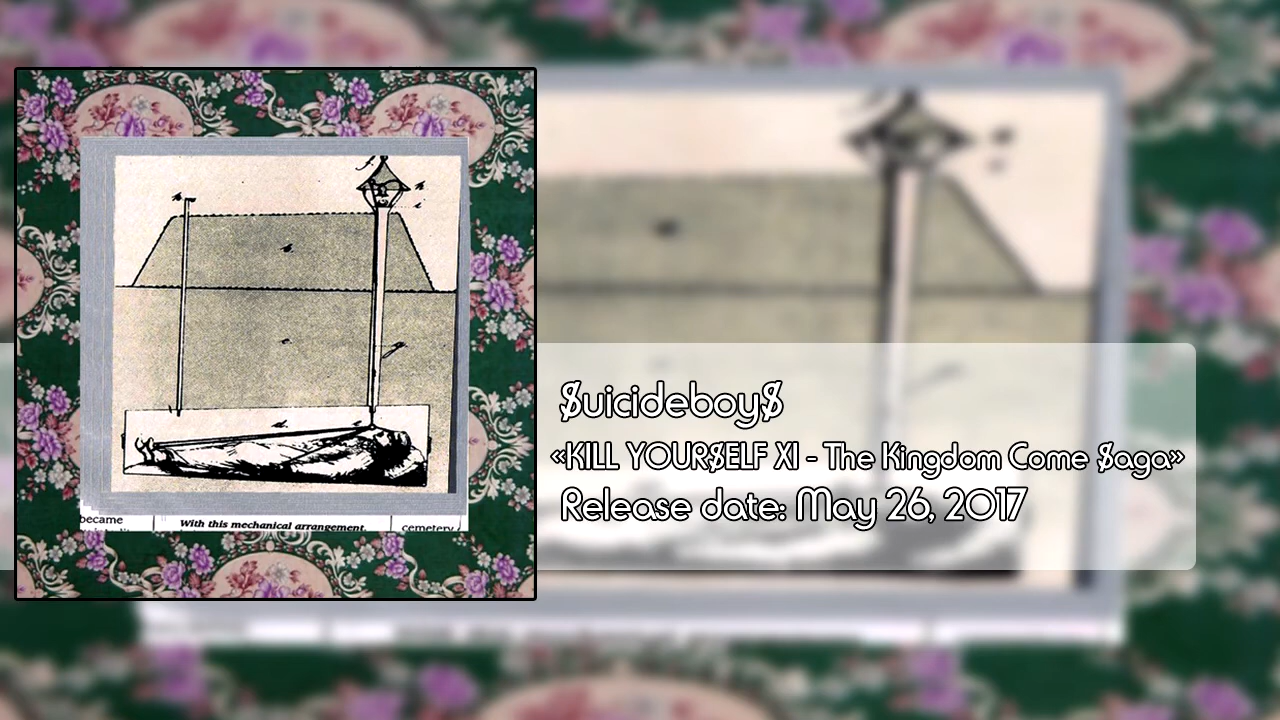 $uicideboy$
«KILL YOUR$ELF XI - The Kingdom Come $aga»
Release date: May 26, 2017
became
With this mechanical arrangement.
cemetery